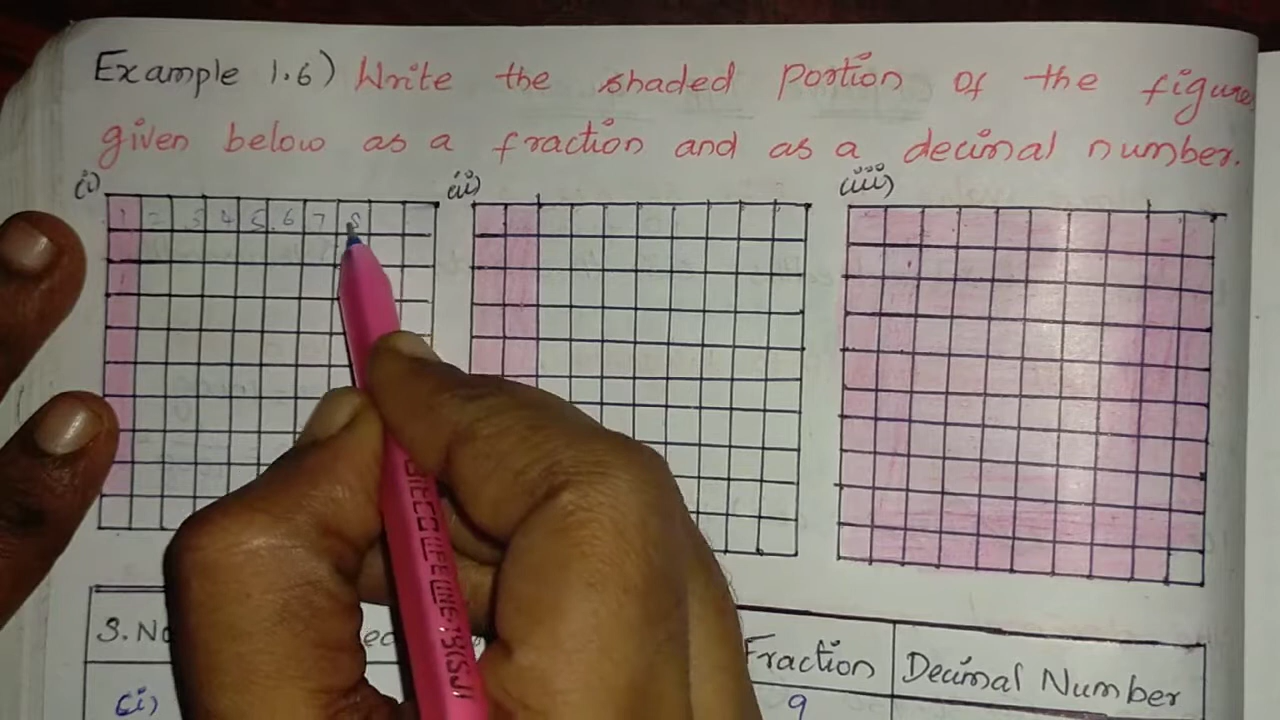 Example 1.6) Write the shaded portion of the figures
given below as a fraction and as a decimal number.
(i) (ii) (iii)
1 2 3 4 5 6 7 8
S. No Fraction Decimal Number
(i) 9